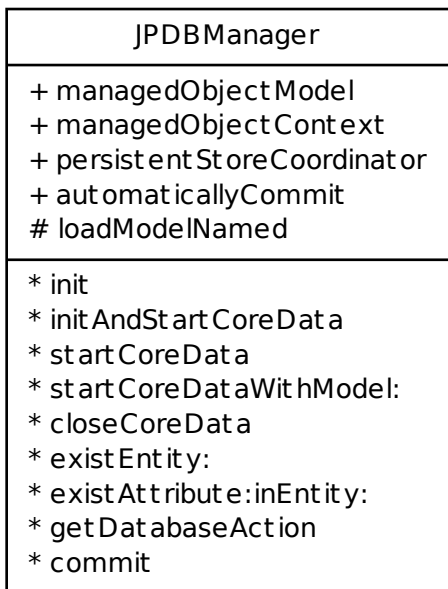 JPDBManager
+ managedObjectModel
+ managedObjectContext
+ persistentStoreCoordinator
+ automaticallyCommit
# loadModelNamed
* init
* initAndStartCoreData
* startCoreData
* startCoreDataWithModel:
* closeCoreData
* existEntity:
* existAttribute:inEntity:
* getDatabaseAction
* commit